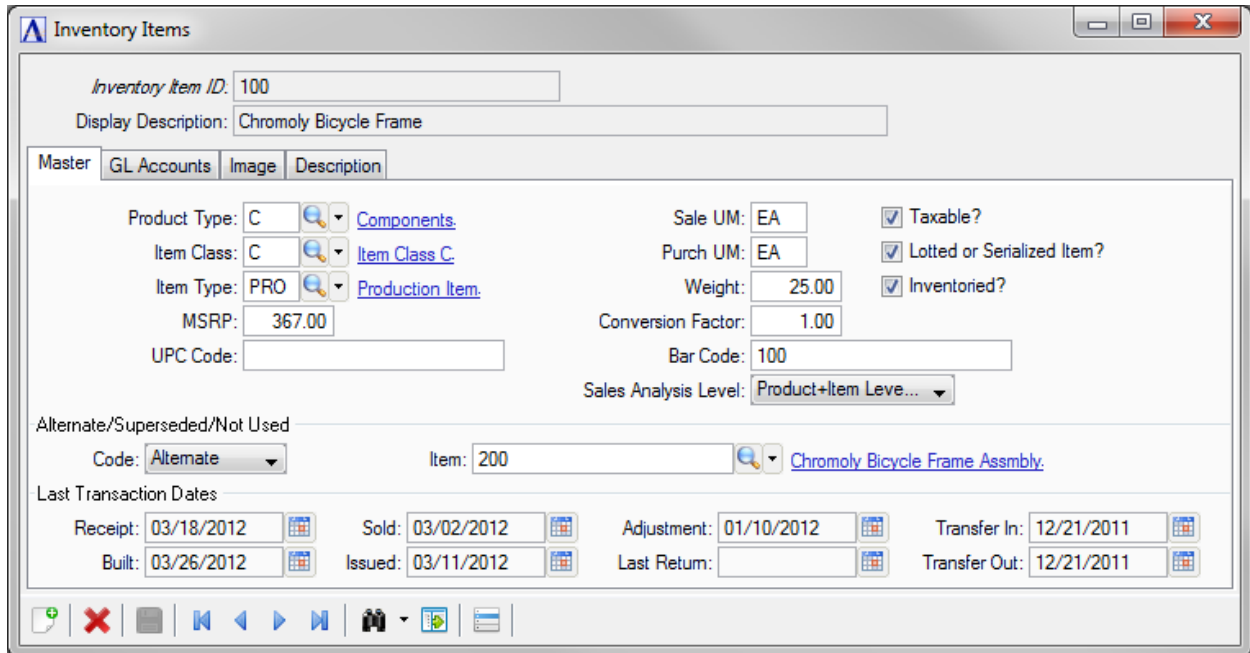 Inventory Items
Inventory Item ID: 100
Display Description: Chromoly Bicycle Frame
Master GL Accounts Image Description
Product Type: C Components. Sale UM: EA Taxable?
Item Class: C Item Class C. Purch UM: EA Lotted or Serialized Item?
Item Type: PRO Production Item. Weight: 25.00 Inventoried?
MSRP: 367.00 Conversion Factor: 1.00
UPC Code: Bar Code: 100
Sales Analysis Level: Product+Item Leve...
Alternate/Superseded/Not Used
Code: Alternate Item: 200 Chromoly Bicycle Frame Assmbly.
Last Transaction Dates
Receipt: 03/18/2012 Sold: 03/02/2012 Adjustment: 01/10/2012 Transfer In: 12/21/2011
Built: 03/26/2012 Issued: 03/11/2012 Last Return: Transfer Out: 12/21/2011